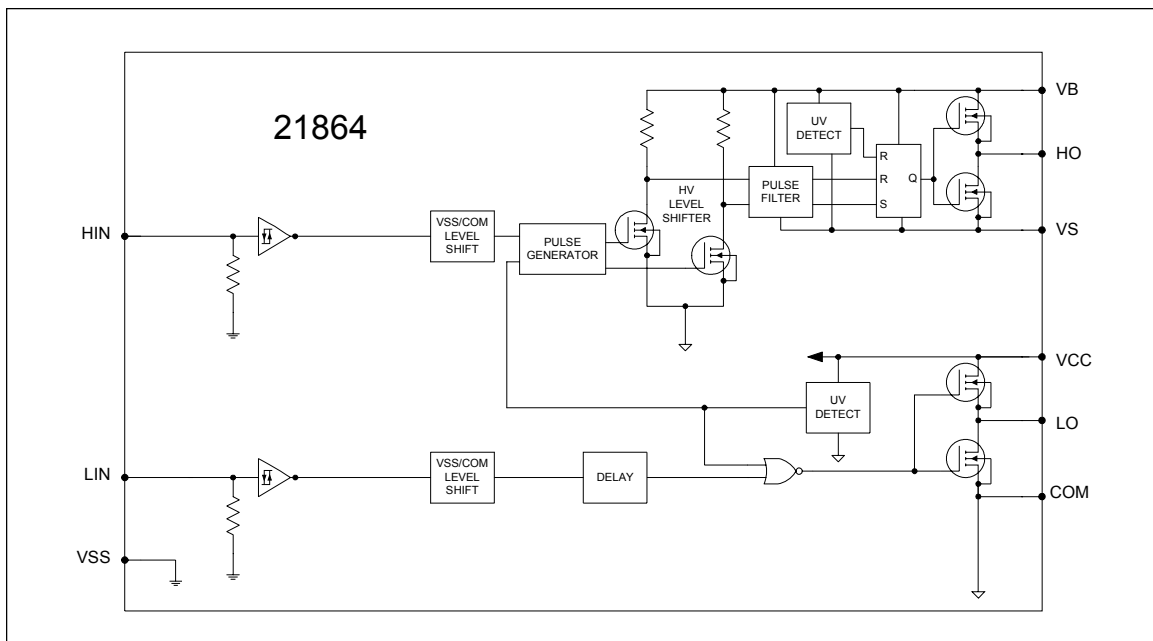 21864
VB
UV
DETECT
HO
R
R
Q
S
PULSE
FILTER
HV
LEVEL
SHIFTER
VS
HIN
VSS/COM
LEVEL
SHIFT
PULSE
GENERATOR
VCC
UV
DETECT
LO
LIN
VSS/COM
LEVEL
SHIFT
DELAY
COM
VSS